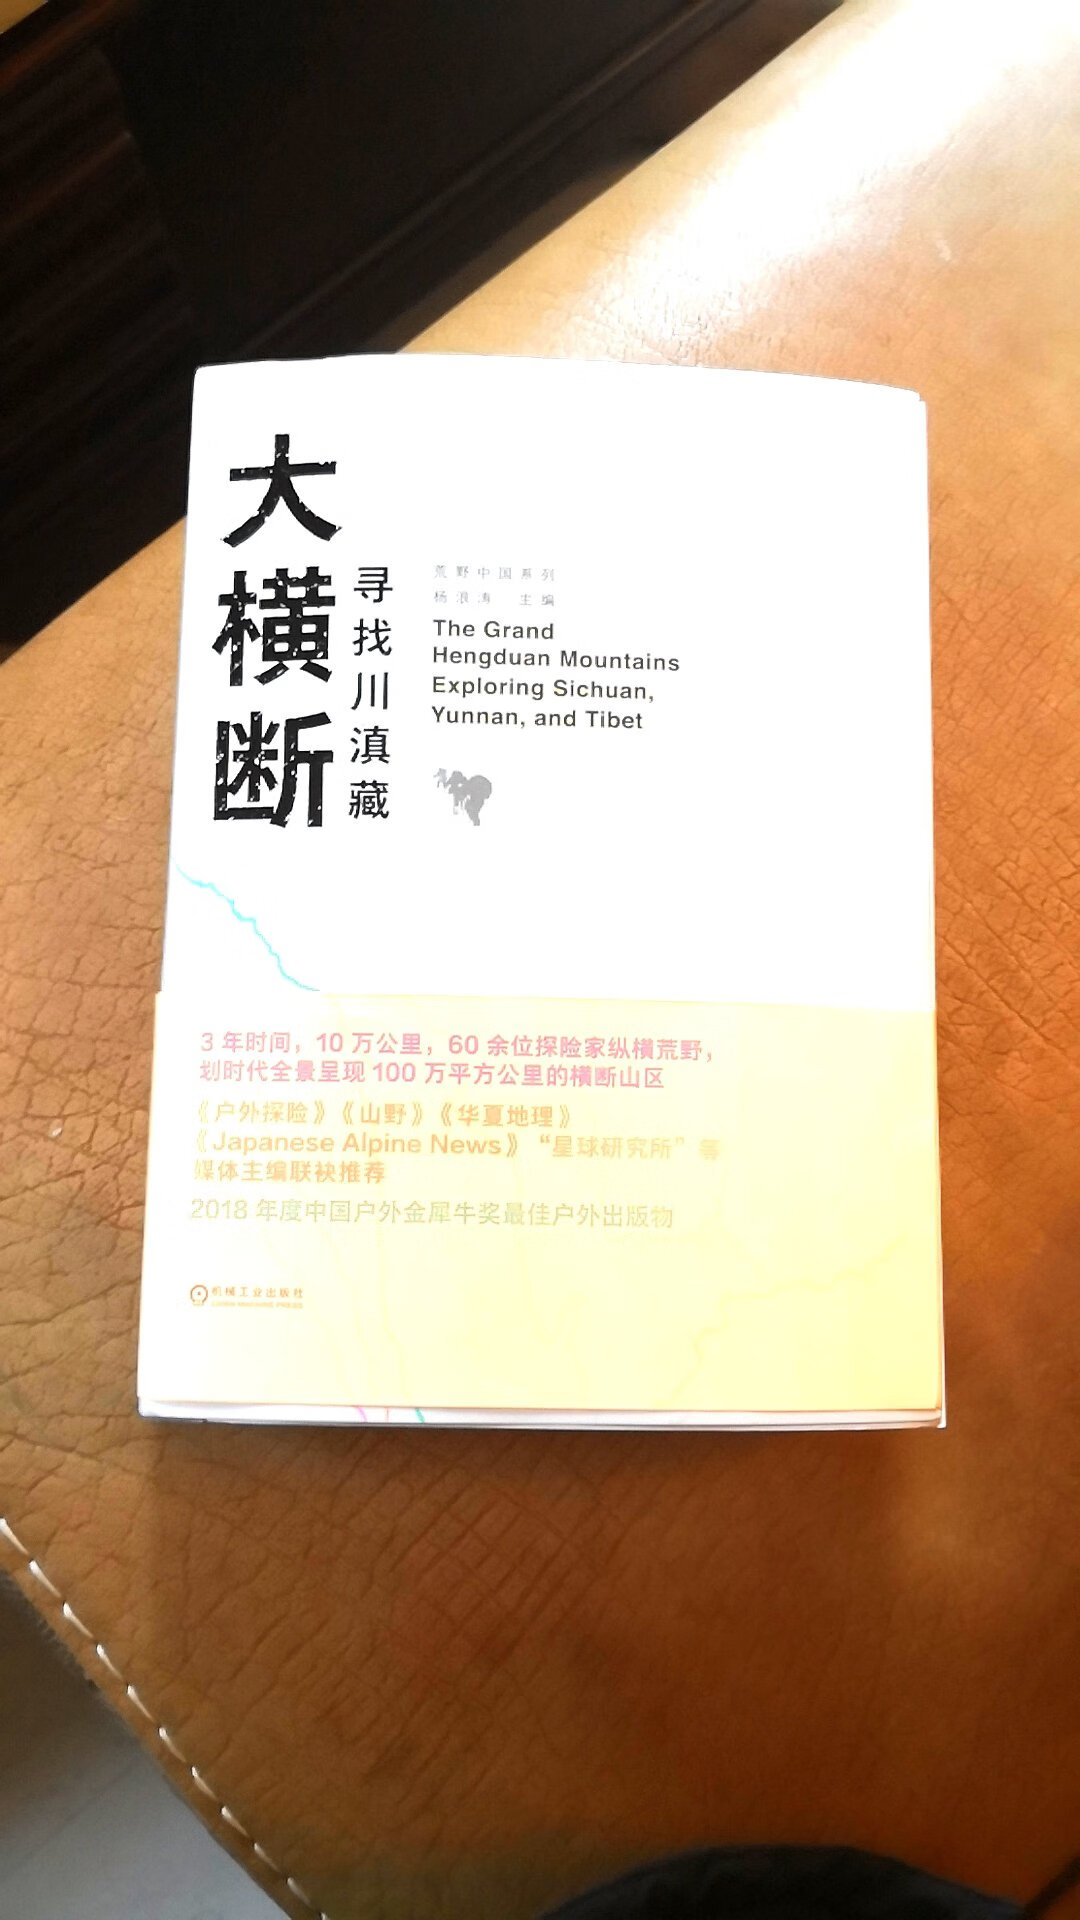 大横断
寻找川滇藏
荒野中国系列
杨浪涛 主编
The Grand
Hengduan Mountains
Exploring Sichuan,
Yunnan, and Tibet
3 年时间，10 万公里，60 余位探险家纵横荒野，
划时代全景呈现 100 万平方公里的横断山区
《户外探险》《山野》《华夏地理》
《Japanese Alpine News》“星球研究所”等
媒体主编联袂推荐
2018 年度中国户外金犀牛奖最佳户外出版物
机械工业出版社
CHINA MACHINE PRESS